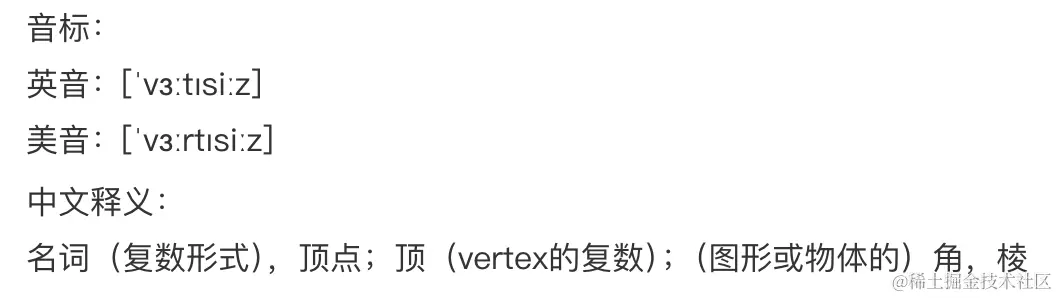 音标：
英音：[ˈvɜːtɪsiːz]
美音：[ˈvɜːrtɪsiːz]
中文释义：
名词（复数形式），顶点；顶（vertex的复数）；（图形或物体的）角，棱
@稀土掘金技术社区